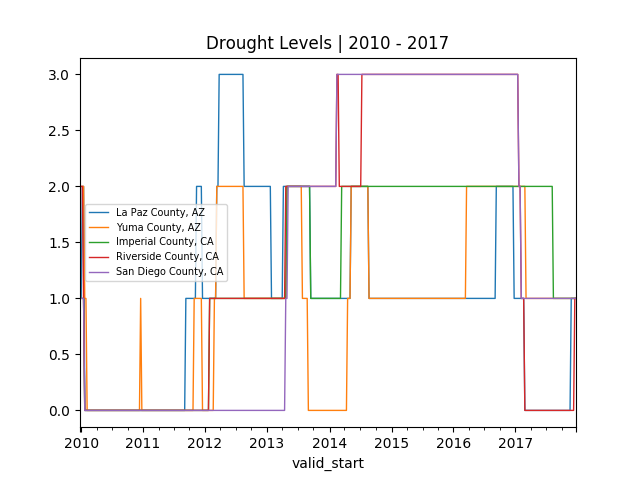 Drought Levels | 2010 - 2017
3.0
2.5
2.0
1.5
1.0
0.5
0.0
La Paz County, AZ
Yuma County, AZ
Imperial County, CA
Riverside County, CA
San Diego County, CA
2010 2011 2012 2013 2014 2015 2016 2017
valid_start